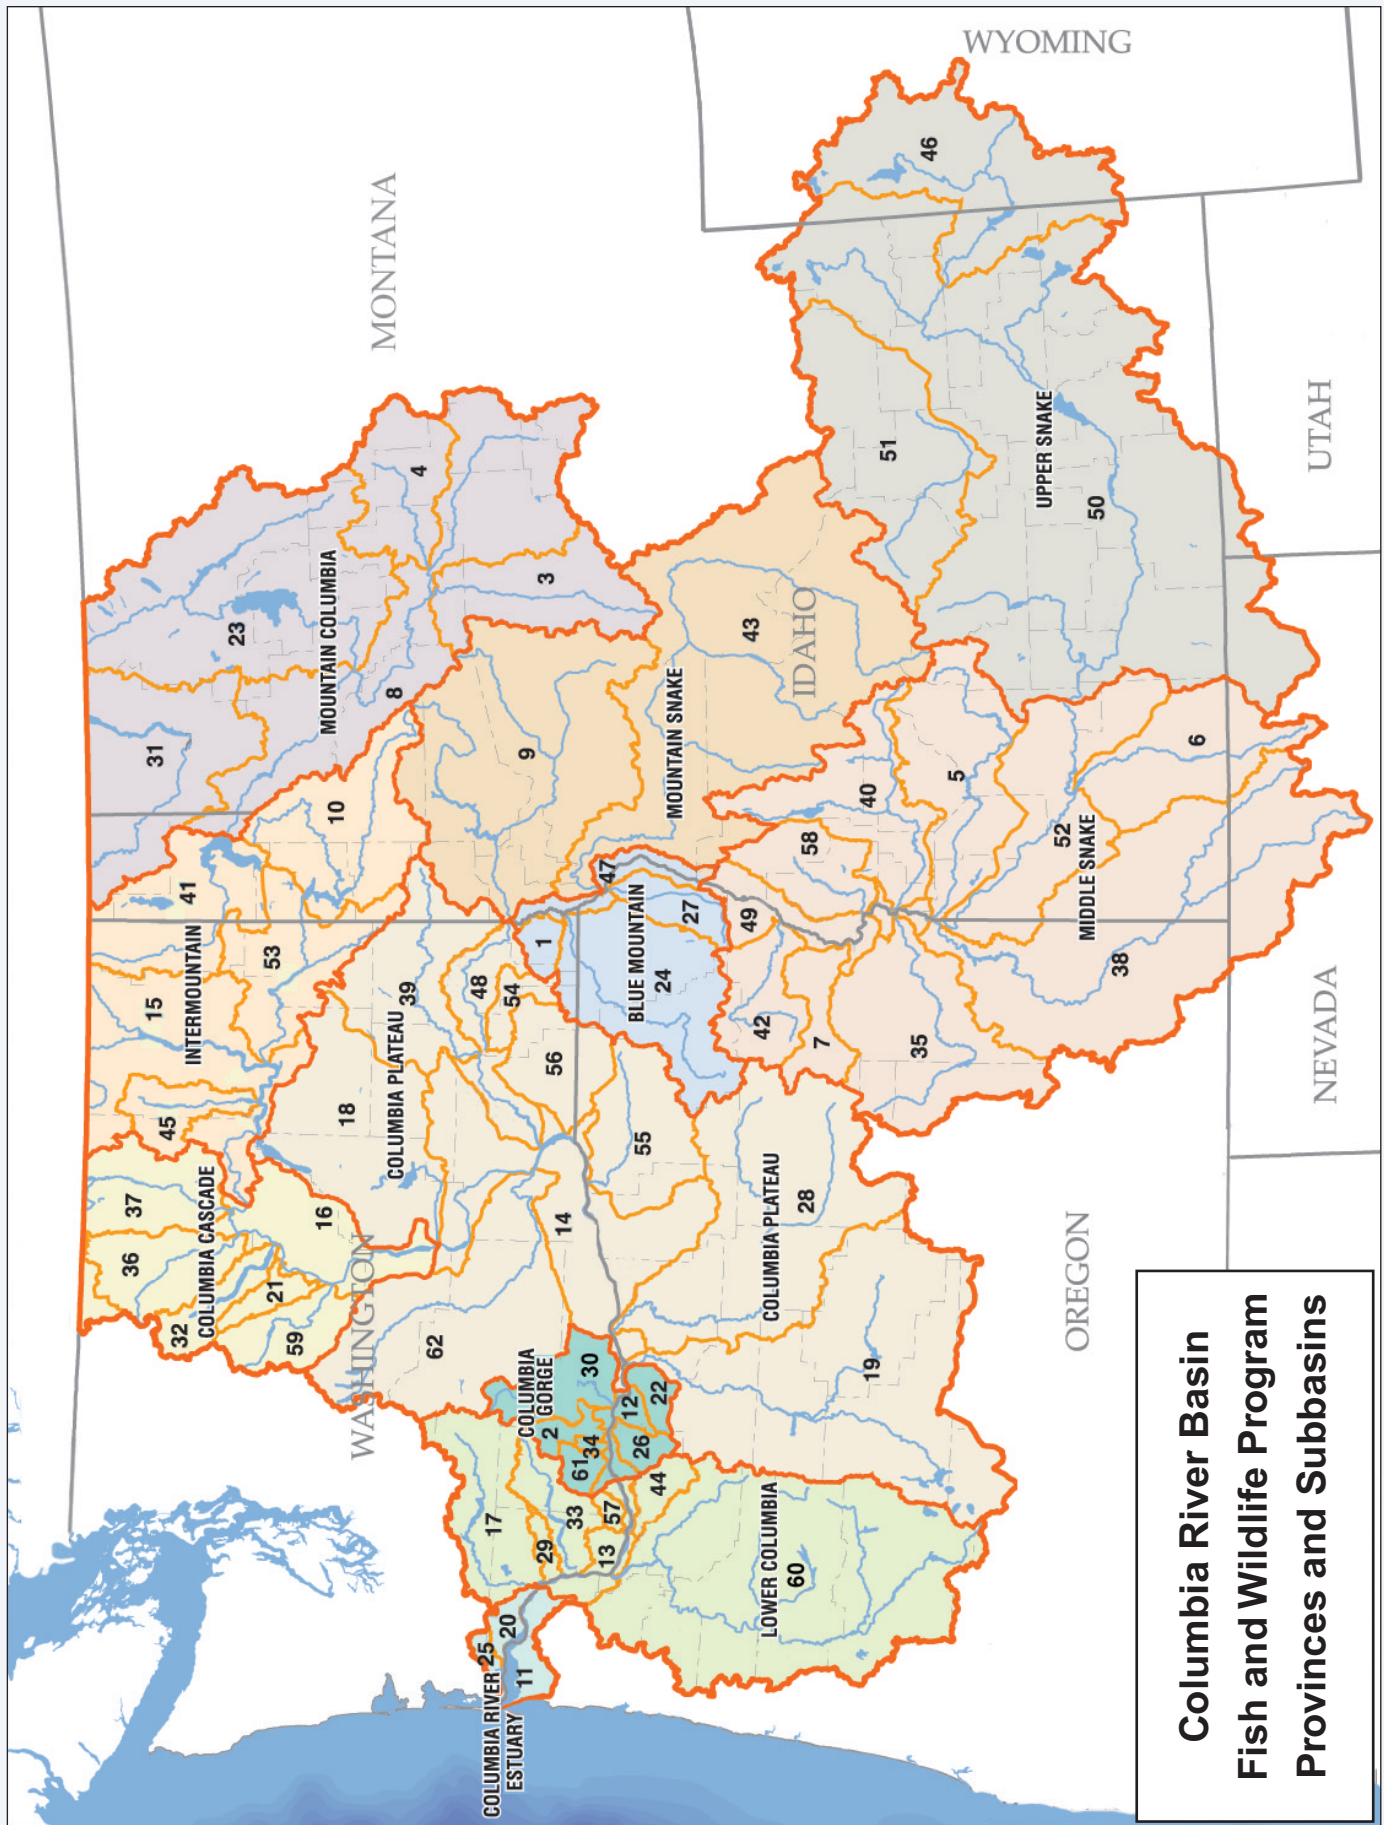 WYOMING
MONTANA
46
4
51
UPPER SNAKE
50
UTAH
23
MOUNTAIN COLUMBIA
3
43
IDAHO
31
8
9
MOUNTAIN SNAKE
6
10
40
5
52
MIDDLE SNAKE
58
41
47
27
49
BLUE MOUNTAIN
24
1
38
INTERMOUNTAIN
53
15
39
48
54
42
7
35
NEVADA
45
18
COLUMBIA PLATEAU
56
55
37
COLUMBIA CASCADE
16
14
COLUMBIA PLATEAU
28
36
32
21
59
WASHINGTON
62
OREGON
19
COLUMBIA
GORGE
30
2
12
22
34
61
26
44
17
33
57
29
13
LOWER COLUMBIA
60
25
20
11
COLUMBIA RIVER
ESTUARY
Columbia River Basin
Fish and Wildlife Program
Provinces and Subbasins